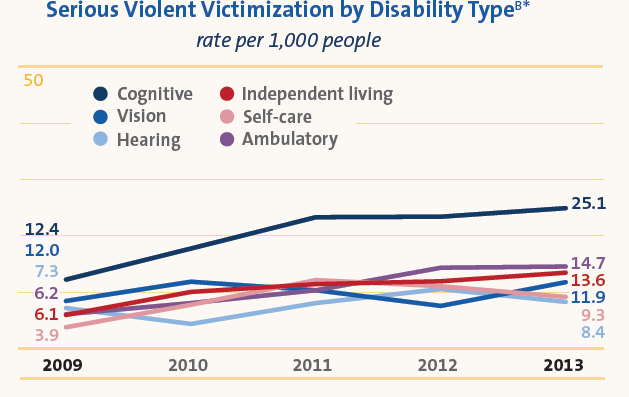 Serious Violent Victimization by Disability Typeᴮ*
rate per 1,000 people
50
Cognitive
Vision
Hearing
Independent living
Self-care
Ambulatory
12.4
12.0
7.3
6.2
6.1
3.9
25.1
14.7
13.6
11.9
9.3
8.4
2009 2010 2011 2012 2013